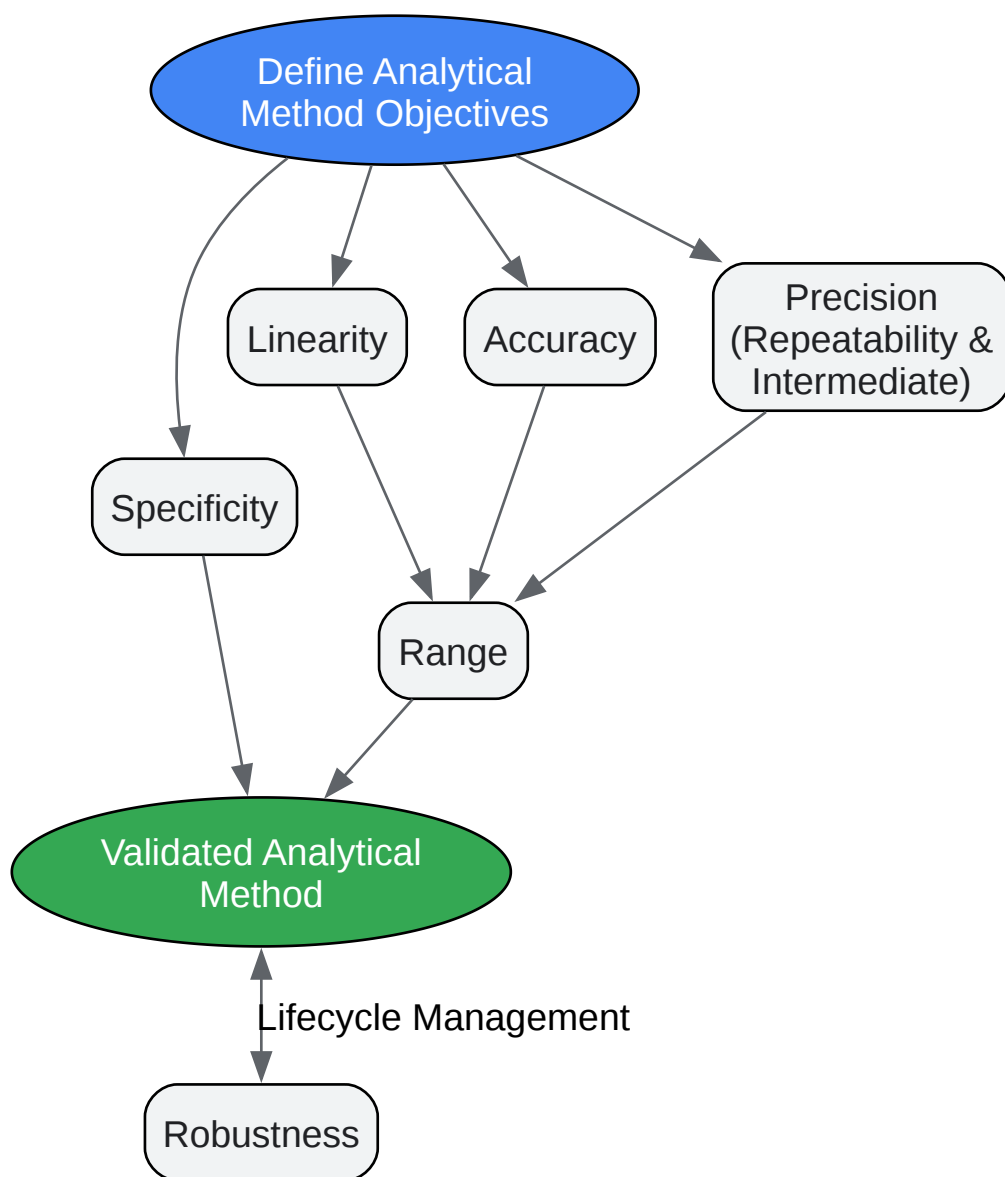 Define Analytical
Method Objectives
Linearity
Accuracy
Precision
(Repeatability &
Intermediate)
Specificity
Range
Validated Analytical
Method
Lifecycle Management
Robustness